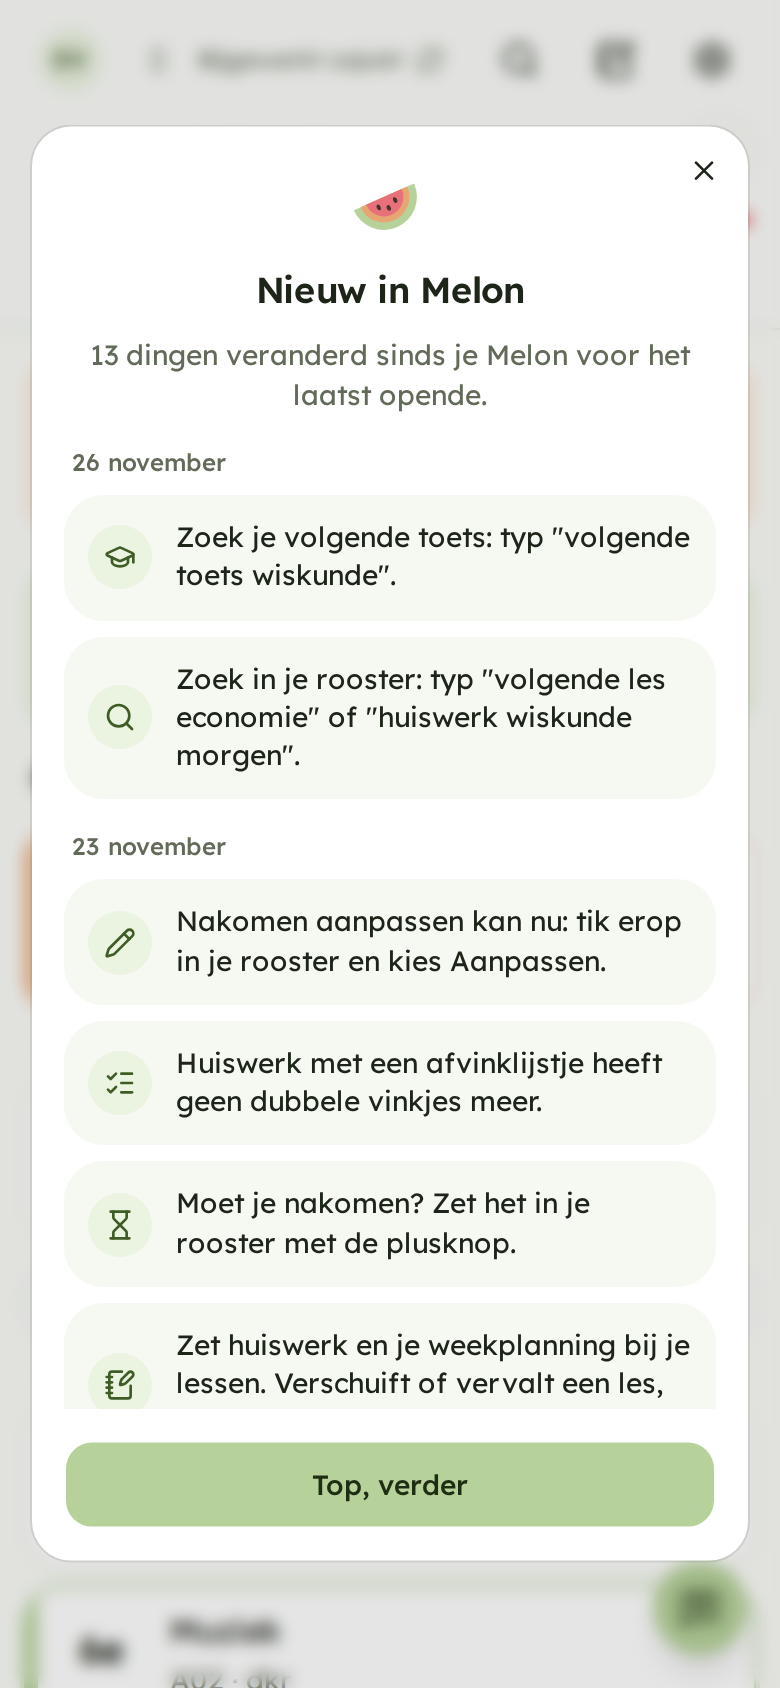 Nieuw in Melon
13 dingen veranderd sinds je Melon voor het
laatst opende.
26 november
Zoek je volgende toets: typ "volgende
toets wiskunde".
Zoek in je rooster: typ "volgende les
economie" of "huiswerk wiskunde
morgen".
23 november
Nakomen aanpassen kan nu: tik erop
in je rooster en kies Aanpassen.
Huiswerk met een afvinklijstje heeft
geen dubbele vinkjes meer.
Moet je nakomen? Zet het in je
rooster met de plusknop.
Zet huiswerk en je weekplanning bij je
lessen. Verschuift of vervalt een les,
Top, verder
Muziek
A02 · dkr